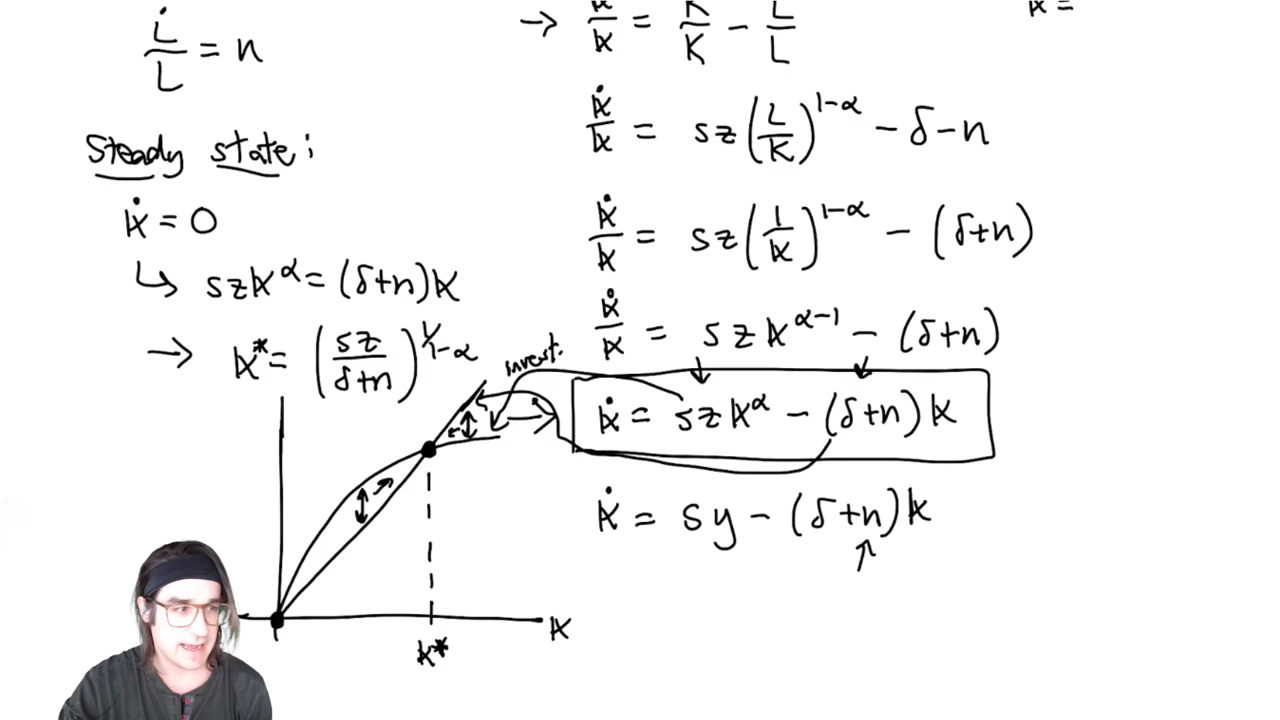 L̇/L = n
Steady state:
k̇ = 0
↳ szk^α = (δ+n)k
→ k* = (sz/(δ+n))^(1/1-α)
→ k̇/k = K̇/K - L̇/L
k̇/k = sz(L/K)^(1-α) - δ - n
k̇/k = sz(1/k)^(1-α) - (δ+n)
k̇/k = szk^(α-1) - (δ+n)
k̇ = szk^α - (δ+n)k
k̇ = sy - (δ+n)k
invest.
k
k*